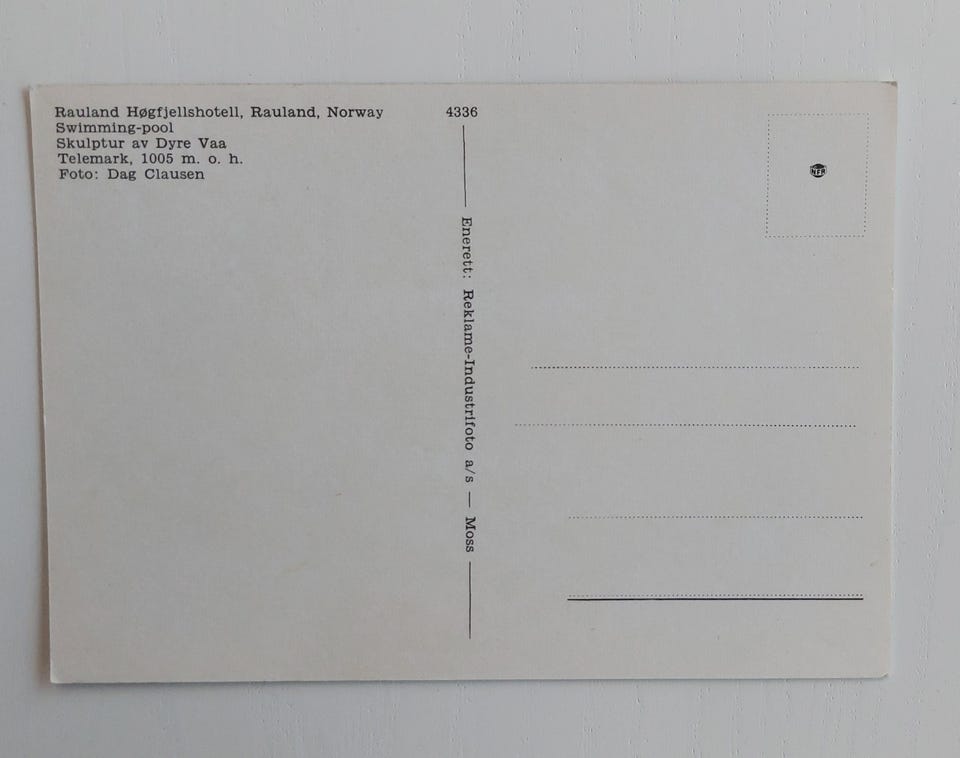 Rauland Høgfjellshotell, Rauland, Norway
Swimming-pool
Skulptur av Dyre Vaa
Telemark, 1005 m. o. h.
Foto: Dag Clausen
4336
Enerett: Reklame-Industrifoto a/s — Moss
NFR